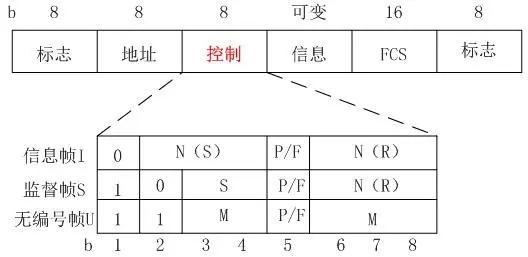 b 8 8 8 可变 16 8
标志 地址 控制 信息 FCS 标志
信息帧I 0 N（S） P/F N（R）
监督帧S 1 0 S P/F N（R）
无编号帧U 1 1 M P/F M
b 1 2 3 4 5 6 7 8